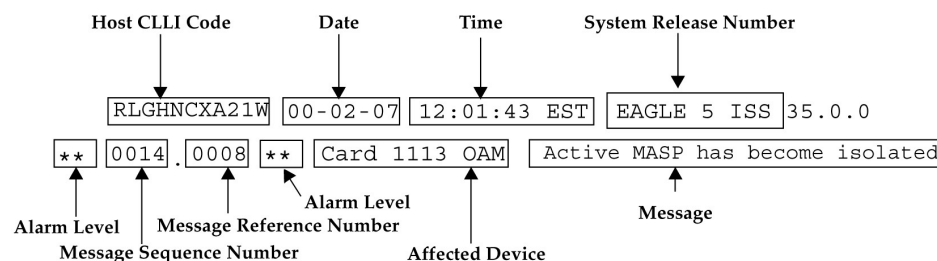 Host CLLI Code Date Time System Release Number
RLGHNCXA21W 00-02-07 12:01:43 EST EAGLE 5 ISS 35.0.0
** 0014.0008 ** Card 1113 OAM Active MASP has become isolated
Alarm Level Message Sequence Number Message Reference Number Alarm Level Affected Device Message